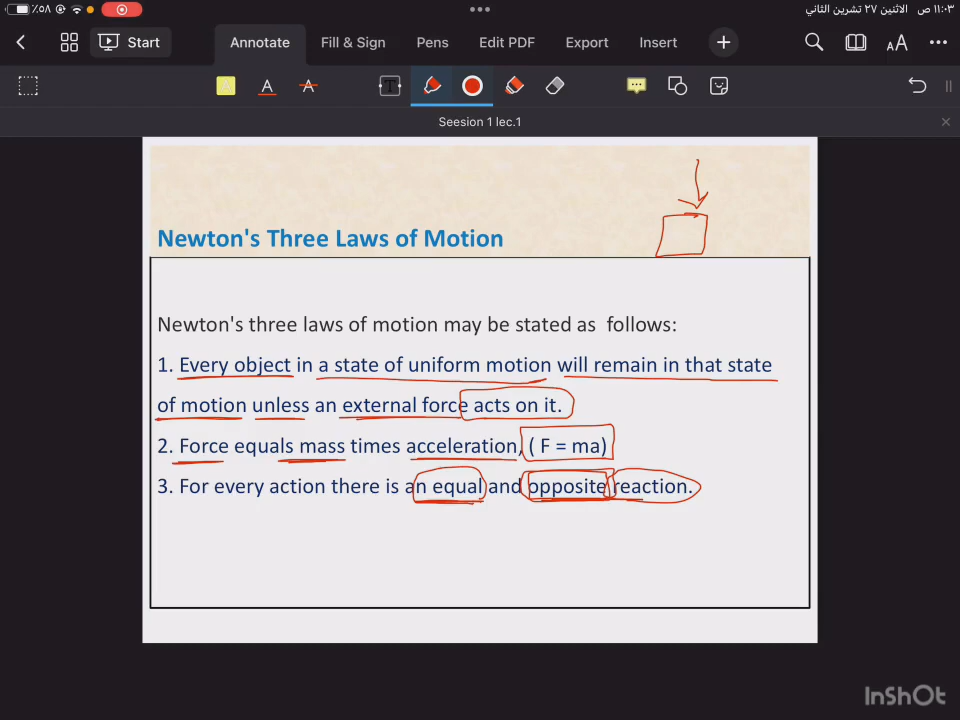 ٪٥٨ ١١:٠٣ ص الاثنين ٢٧ تشرين الثاني
Start Annotate Fill & Sign Pens Edit PDF Export Insert AA
A A T
Seesion 1 lec.1
Newton's Three Laws of Motion
Newton's three laws of motion may be stated as follows:
1. Every object in a state of uniform motion will remain in that state
of motion unless an external force acts on it.
2. Force equals mass times acceleration, ( F = ma)
3. For every action there is an equal and opposite reaction.
InShOt